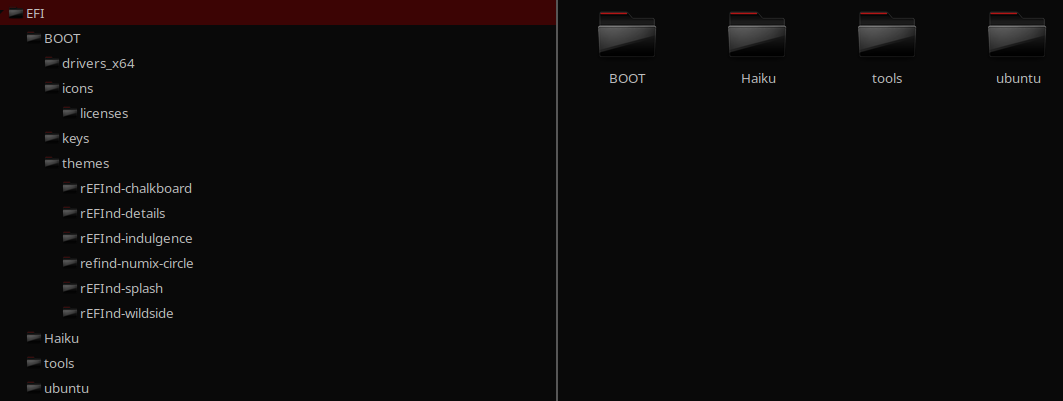 EFI
BOOT
drivers_x64
icons
licenses
keys
themes
rEFInd-chalkboard
rEFInd-details
rEFInd-indulgence
refind-numix-circle
rEFInd-splash
rEFInd-wildside
Haiku
tools
ubuntu
BOOT Haiku tools ubuntu